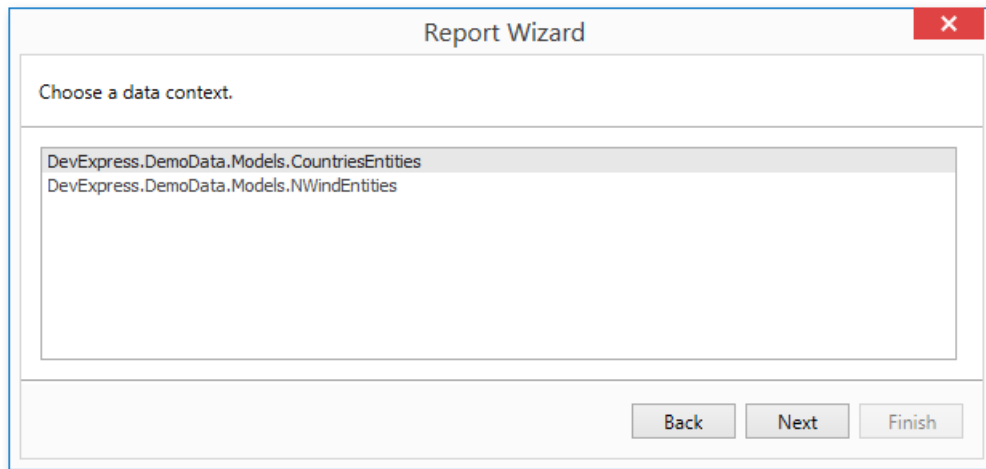 Report Wizard
Choose a data context.
DevExpress.DemoData.Models.CountriesEntities
DevExpress.DemoData.Models.NWindEntities
Back Next Finish